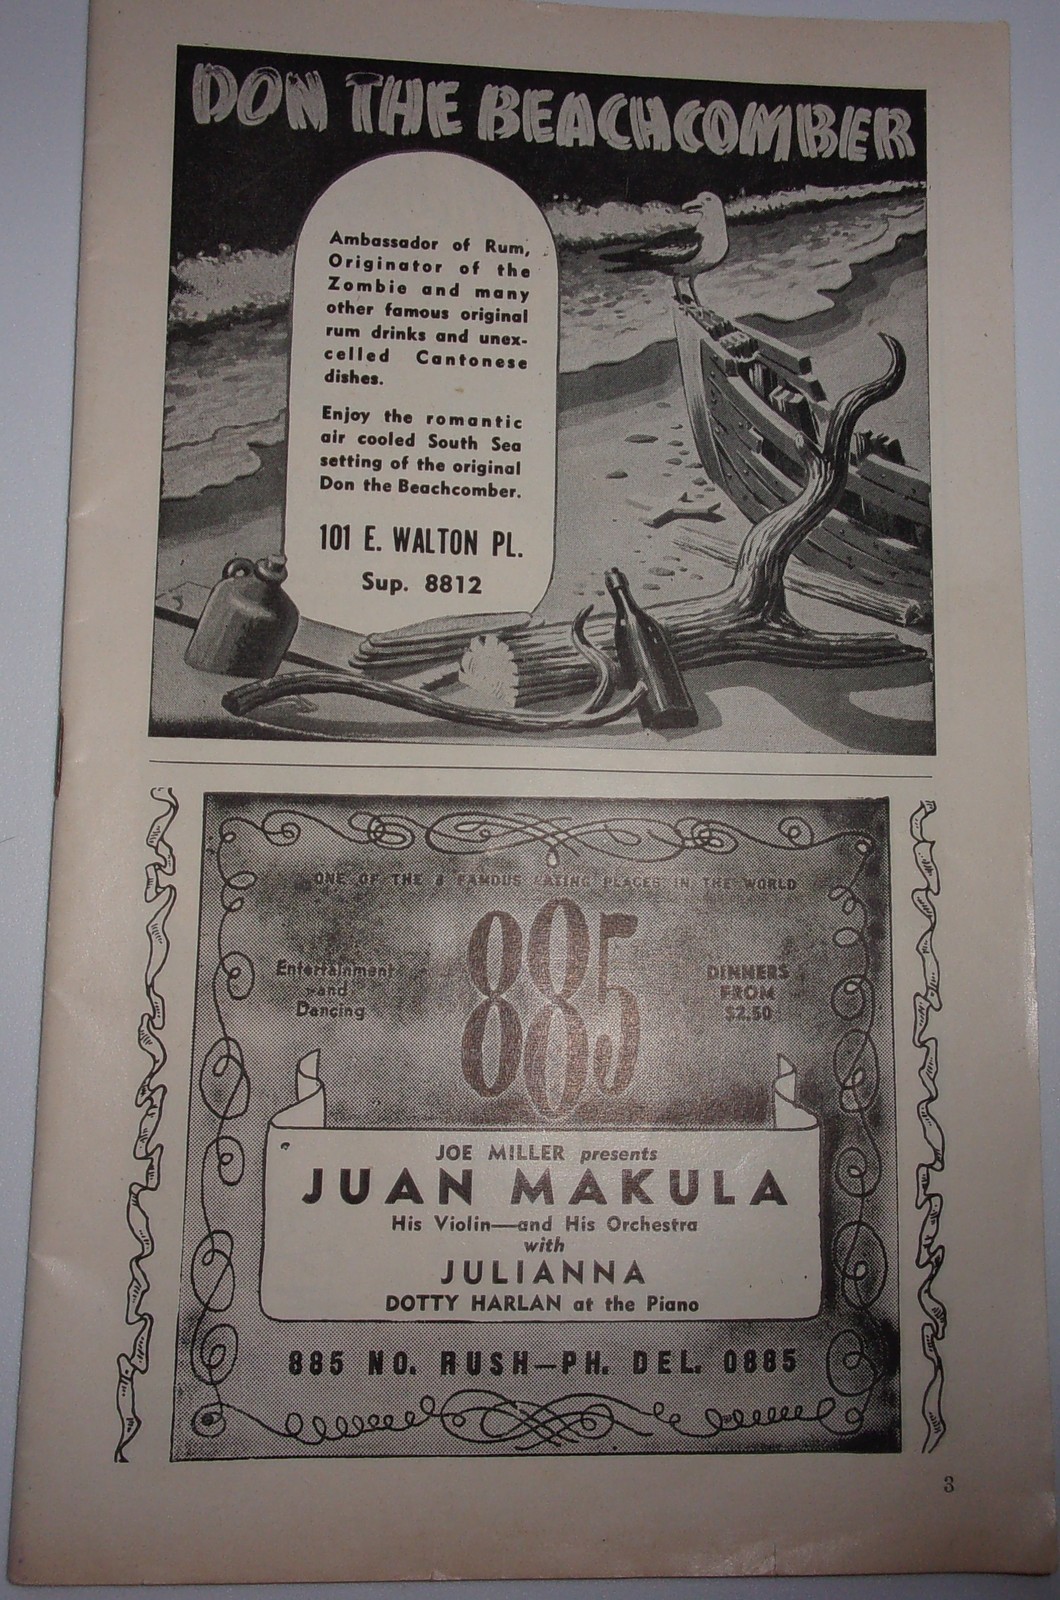 DON THE BEACHCOMBER
Ambassador of Rum,
Originator of the
Zombie and many
other famous original
rum drinks and unex-
celled Cantonese
dishes.
Enjoy the romantic
air cooled South Sea
setting of the original
Don the Beachcomber.
101 E. WALTON PL.
Sup. 8812
ONE OF THE 8 FAMOUS EATING PLACES IN THE WORLD
885
Entertainment
and
Dancing
DINNERS
FROM
$2.50
JOE MILLER presents
JUAN MAKULA
His Violin—and His Orchestra
with
JULIANNA
DOTTY HARLAN at the Piano
885 NO. RUSH—PH. DEL. 0885
3